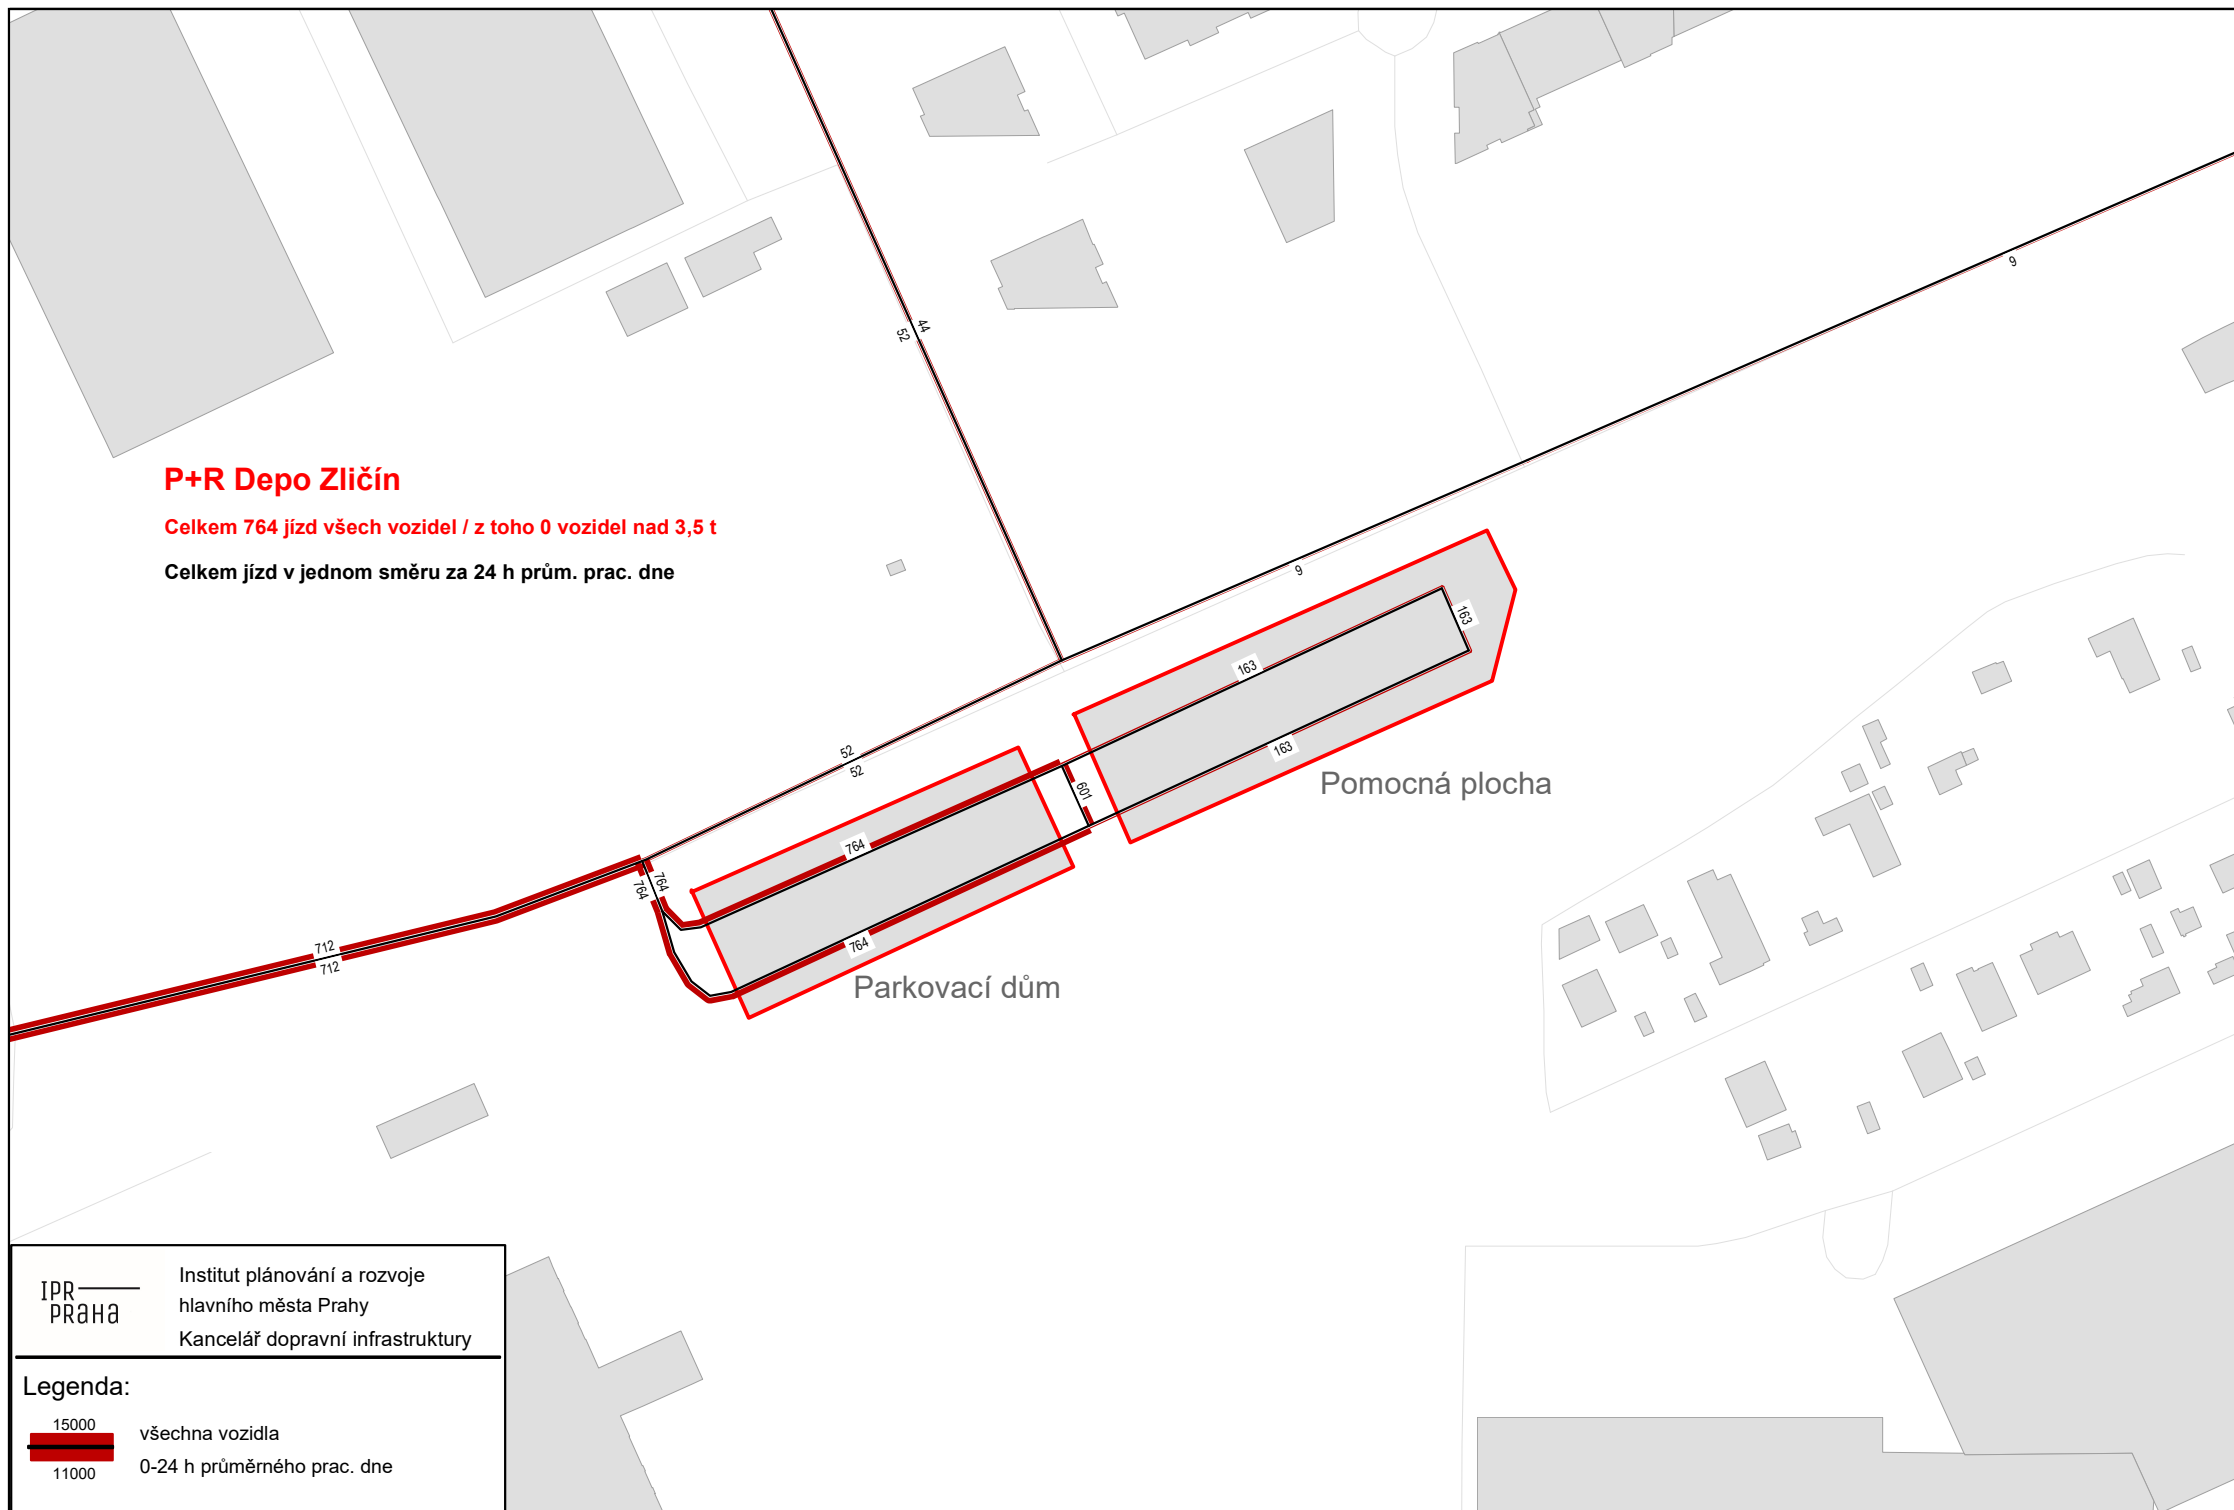 44
52
9
P+R Depo Zličín
Celkem 764 jízd všech vozidel / z toho 0 vozidel nad 3,5 t
Celkem jízd v jednom směru za 24 h prům. prac. dne
9
163
163
163
52
52
601
Pomocná plocha
764
764
764
764
712
712
Parkovací dům
IPR
PRAHA
Institut plánování a rozvoje
hlavního města Prahy
Kancelář dopravní infrastruktury
Legenda:
15000
všechna vozidla
0-24 h průměrného prac. dne
11000